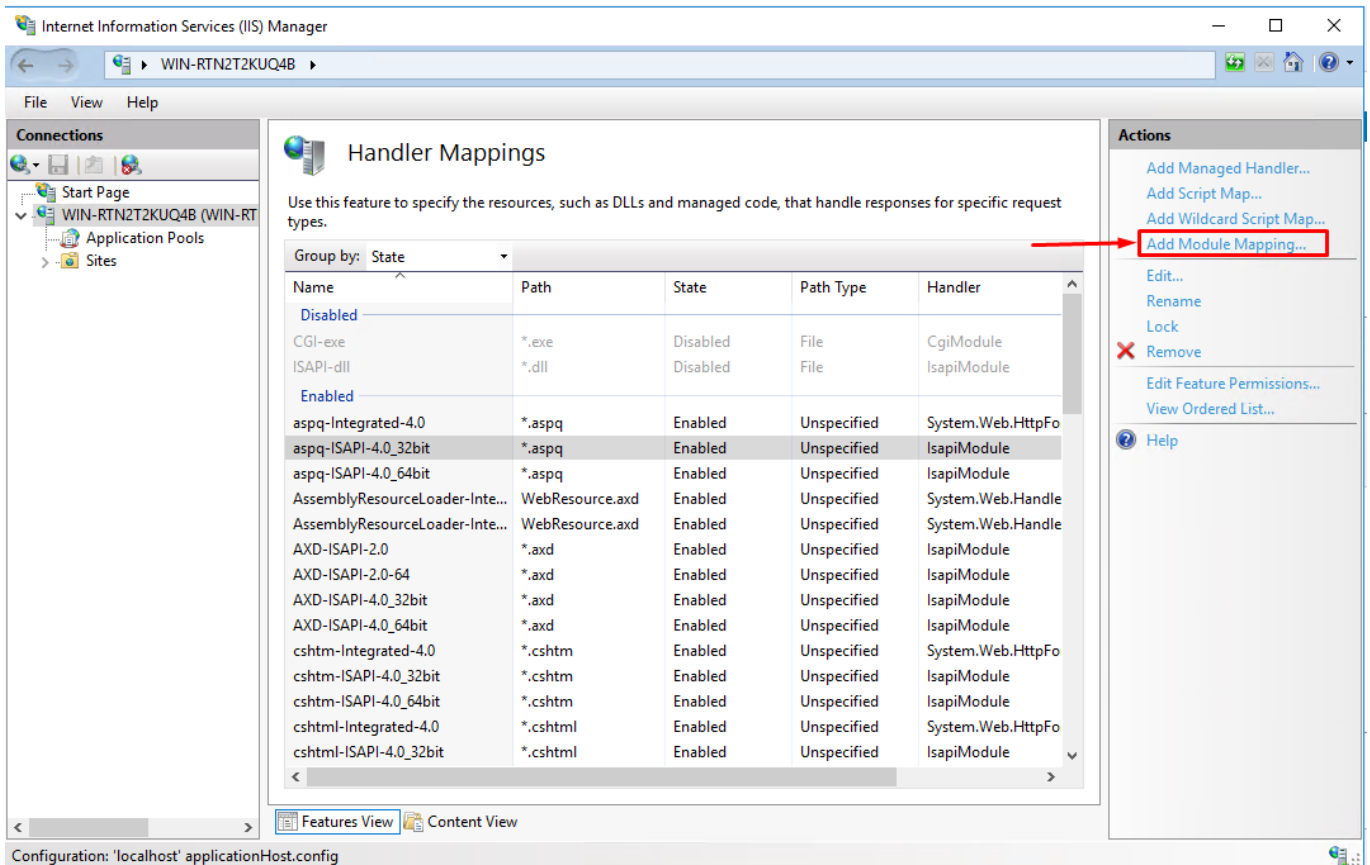 Internet Information Services (IIS) Manager
WIN-RTN2T2KUQ4B
File View Help
Connections
Start Page
WIN-RTN2T2KUQ4B (WIN-RT
Application Pools
Sites
Handler Mappings
Use this feature to specify the resources, such as DLLs and managed code, that handle responses for specific request
types.
Group by: State
Name Path State Path Type Handler
Disabled
CGI-exe *.exe Disabled File CgiModule
ISAPI-dll *.dll Disabled File IsapiModule
Enabled
aspq-Integrated-4.0 *.aspq Enabled Unspecified System.Web.HttpFo
aspq-ISAPI-4.0_32bit *.aspq Enabled Unspecified IsapiModule
aspq-ISAPI-4.0_64bit *.aspq Enabled Unspecified IsapiModule
AssemblyResourceLoader-Inte... WebResource.axd Enabled Unspecified System.Web.Handle
AssemblyResourceLoader-Inte... WebResource.axd Enabled Unspecified System.Web.Handle
AXD-ISAPI-2.0 *.axd Enabled Unspecified IsapiModule
AXD-ISAPI-2.0-64 *.axd Enabled Unspecified IsapiModule
AXD-ISAPI-4.0_32bit *.axd Enabled Unspecified IsapiModule
AXD-ISAPI-4.0_64bit *.axd Enabled Unspecified IsapiModule
cshtm-Integrated-4.0 *.cshtm Enabled Unspecified System.Web.HttpFo
cshtm-ISAPI-4.0_32bit *.cshtm Enabled Unspecified IsapiModule
cshtm-ISAPI-4.0_64bit *.cshtm Enabled Unspecified IsapiModule
cshtml-Integrated-4.0 *.cshtml Enabled Unspecified System.Web.HttpFo
cshtml-ISAPI-4.0_32bit *.cshtml Enabled Unspecified IsapiModule
Features View Content View
Actions
Add Managed Handler...
Add Script Map...
Add Wildcard Script Map...
Add Module Mapping...
Edit...
Rename
Lock
Remove
Edit Feature Permissions...
View Ordered List...
Help
Configuration: 'localhost' applicationHost.config